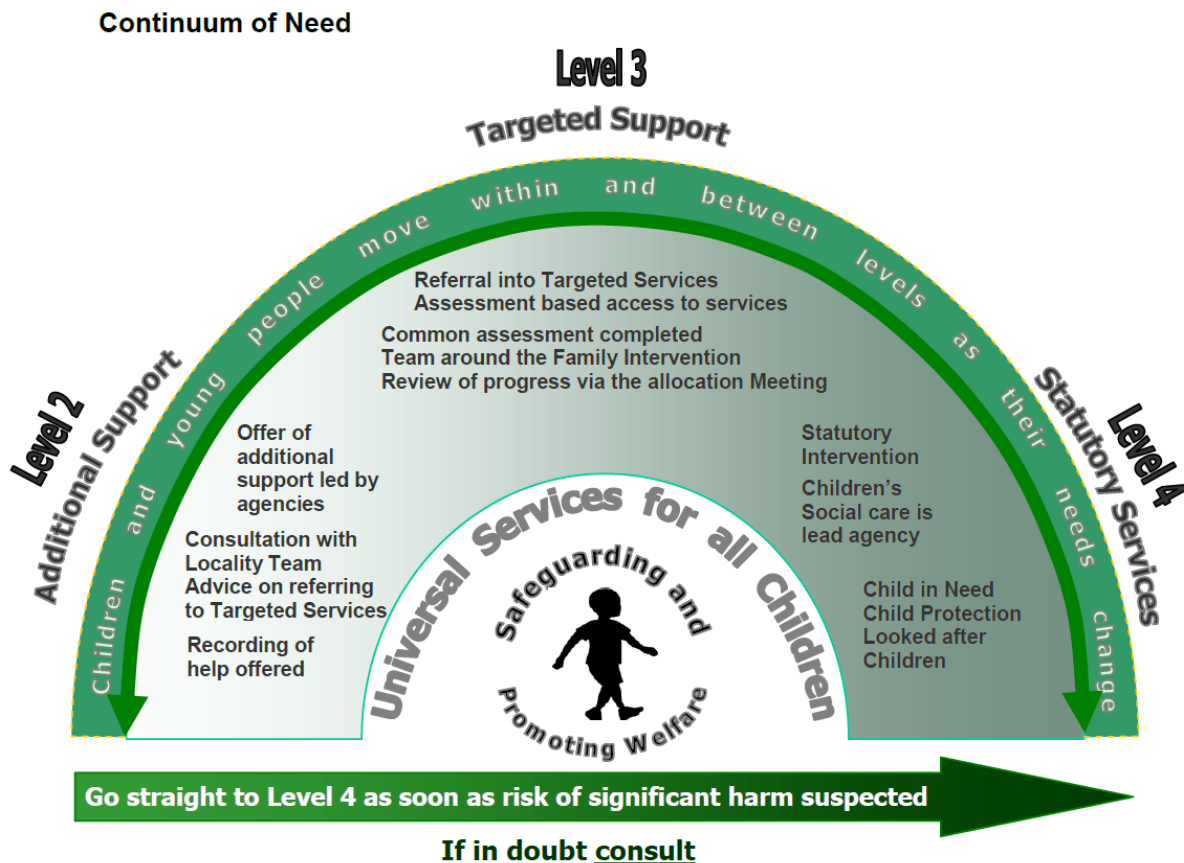 Continuum of Need
Level 3
Targeted Support
Children and young people move within and between levels as their needs change
Level 2
Additional Support
Level 4
Statutory Services
Referral into Targeted Services
Assessment based access to services
Common assessment completed
Team around the Family Intervention
Review of progress via the allocation Meeting
Offer of
additional
support led by
agencies
Consultation with
Locality Team
Advice on referring
to Targeted Services
Recording of
help offered
Statutory
Intervention
Children's
Social care is
lead agency
Child in Need
Child Protection
Looked after
Children
Universal Services for all Children
Safeguarding and
Promoting Welfare
Go straight to Level 4 as soon as risk of significant harm suspected
If in doubt consult